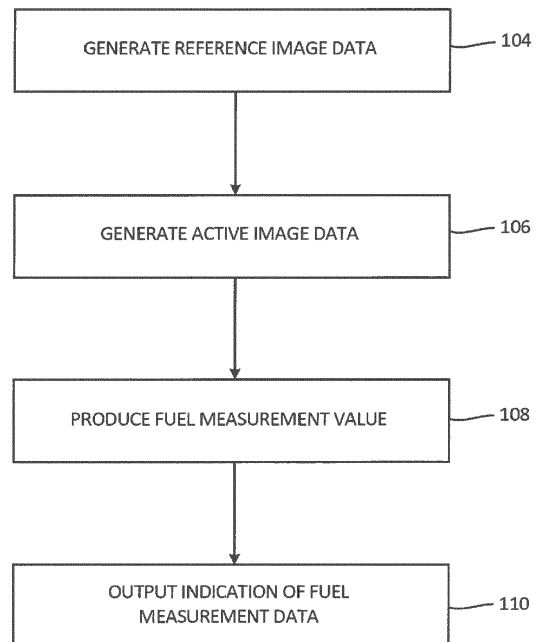 GENERATE REFERENCE IMAGE DATA
104
GENERATE ACTIVE IMAGE DATA
106
PRODUCE FUEL MEASUREMENT VALUE
108
OUTPUT INDICATION OF FUEL
MEASUREMENT DATA
110